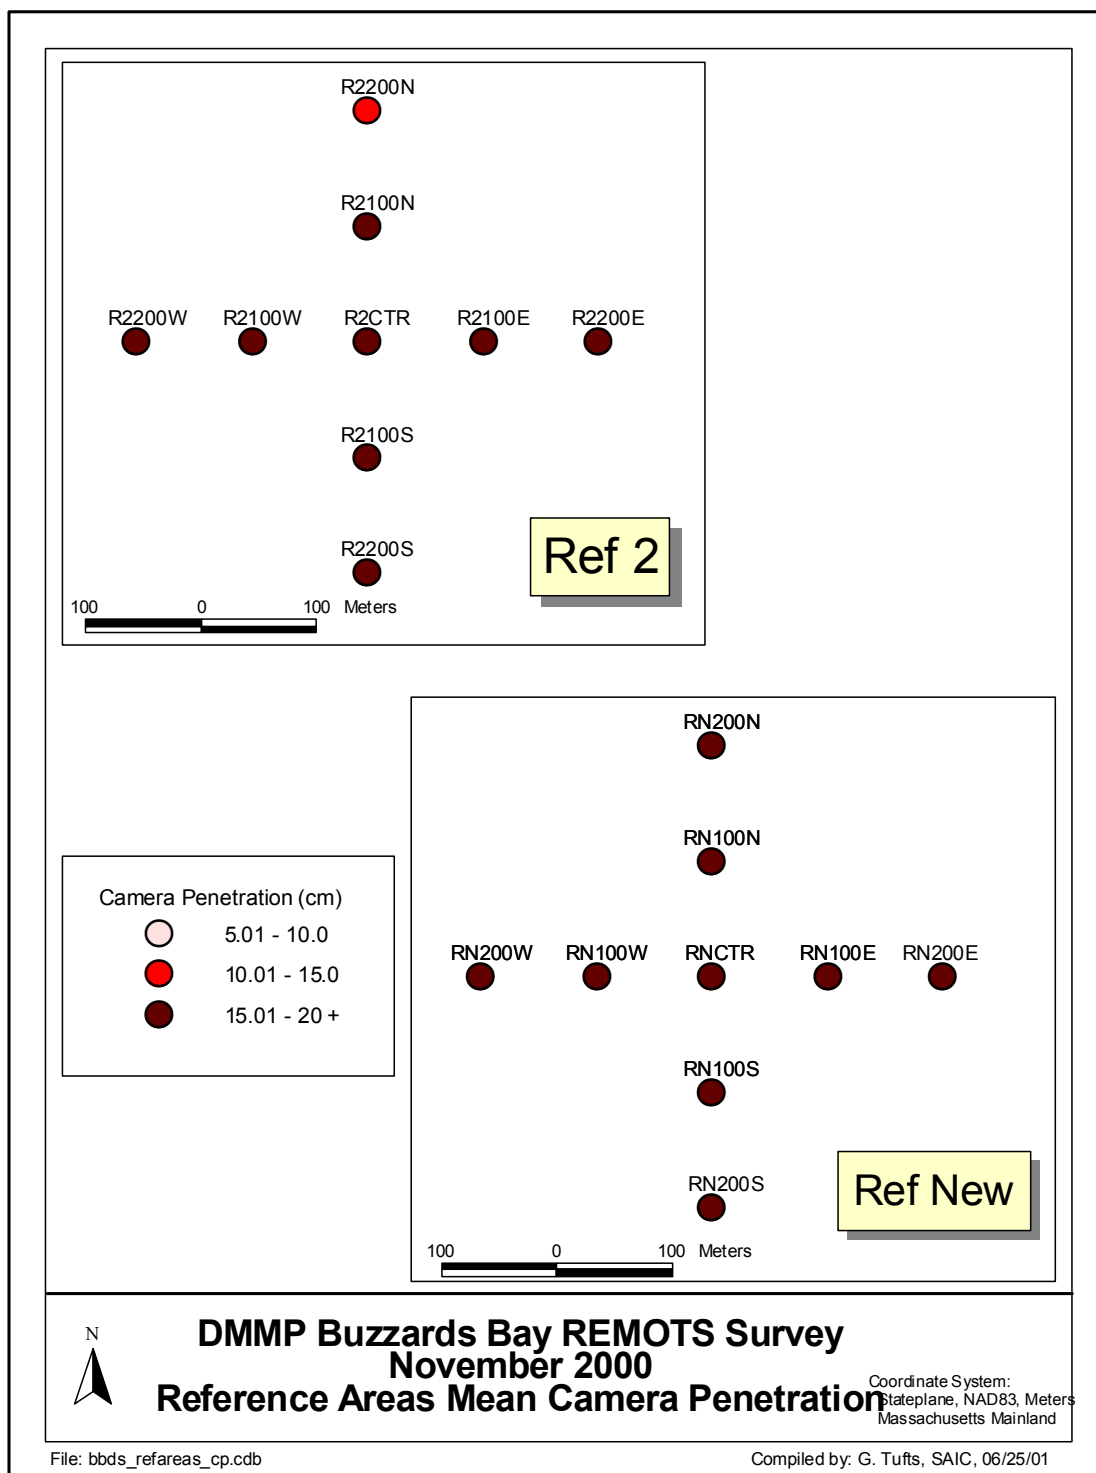 R2200N
R2100N
R2200W R2100W R2CTR R2100E R2200E
R2100S
R2200S
Ref 2
100 0 100 Meters
RN200N
RN100N
RN200W RN100W RNCTR RN100E RN200E
RN100S
RN200S
Ref New
100 0 100 Meters
Camera Penetration (cm)
5.01 - 10.0
10.01 - 15.0
15.01 - 20 +
N
DMMP Buzzards Bay REMOTS Survey
November 2000
Reference Areas Mean Camera Penetration
Coordinate System:
Stateplane, NAD83, Meters
Massachusetts Mainland
File: bbds_refareas_cp.cdb
Compiled by: G. Tufts, SAIC, 06/25/01